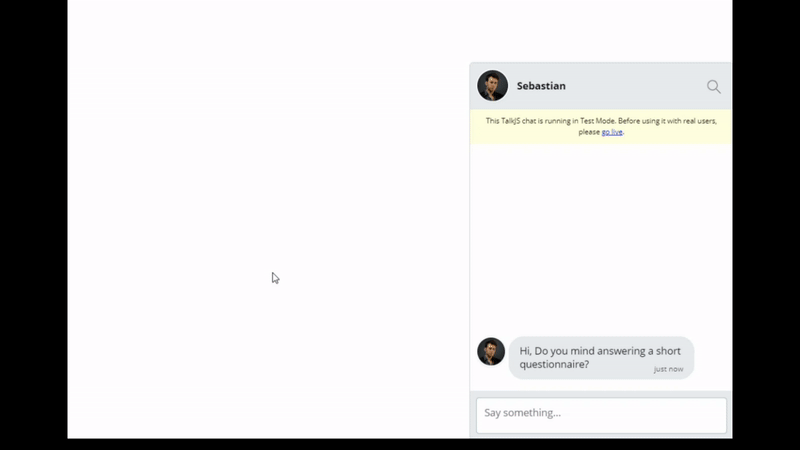 Sebastian
This TalkJS chat is running in Test Mode. Before using it with real users,
please go live.
Hi, Do you mind answering a short
questionnaire?
just now
Say something...